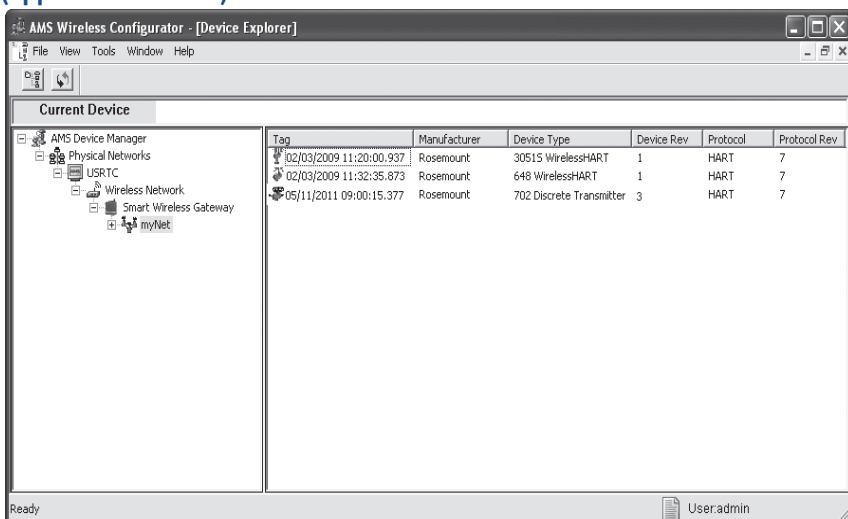 AMS Wireless Configurator - [Device Explorer]
File View Tools Window Help
Current Device
AMS Device Manager
Physical Networks
USRTC
Wireless Network
Smart Wireless Gateway
myNet
Tag Manufacturer Device Type Device Rev Protocol Protocol Rev
02/03/2009 11:20:00.937 Rosemount 3051S WirelessHART 1 HART 7
02/03/2009 11:32:35.873 Rosemount 648 WirelessHART 1 HART 7
05/11/2011 09:00:15.377 Rosemount 702 Discrete Transmitter 3 HART 7
Ready
User:admin